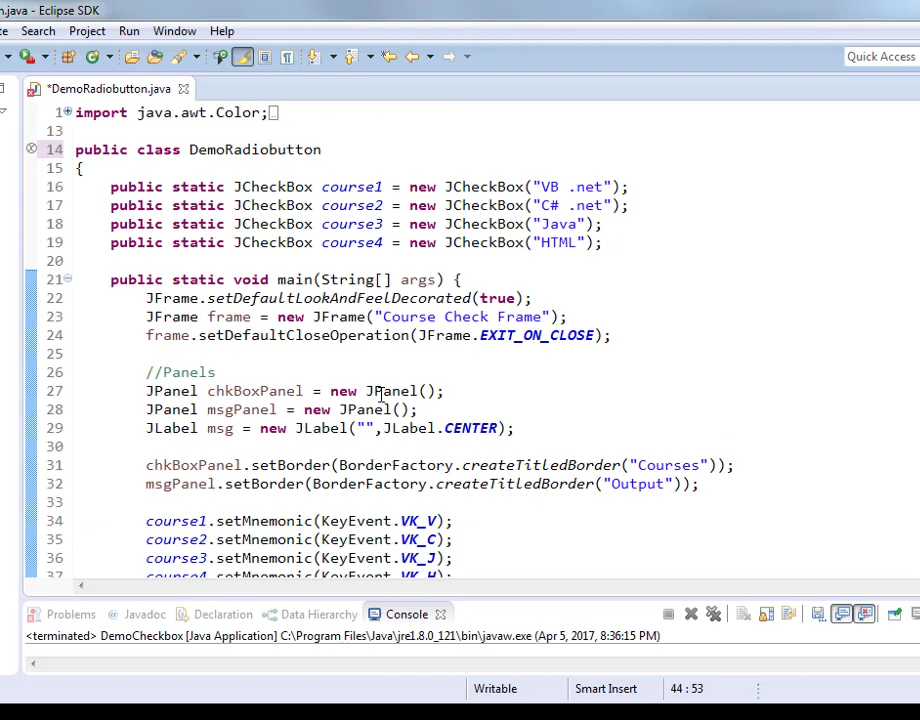 n.java - Eclipse SDK
te Search Project Run Window Help
Quick Access
*DemoRadiobutton.java
1 import java.awt.Color;
13
14 public class DemoRadiobutton
15 {
16 public static JCheckBox course1 = new JCheckBox("VB .net");
17 public static JCheckBox course2 = new JCheckBox("C# .net");
18 public static JCheckBox course3 = new JCheckBox("Java");
19 public static JCheckBox course4 = new JCheckBox("HTML");
20
21 public static void main(String[] args) {
22 JFrame.setDefaultLookAndFeelDecorated(true);
23 JFrame frame = new JFrame("Course Check Frame");
24 frame.setDefaultCloseOperation(JFrame.EXIT_ON_CLOSE);
25
26 //Panels
27 JPanel chkBoxPanel = new JPanel();
28 JPanel msgPanel = new JPanel();
29 JLabel msg = new JLabel("",JLabel.CENTER);
30
31 chkBoxPanel.setBorder(BorderFactory.createTitledBorder("Courses"));
32 msgPanel.setBorder(BorderFactory.createTitledBorder("Output"));
33
34 course1.setMnemonic(KeyEvent.VK_V);
35 course2.setMnemonic(KeyEvent.VK_C);
36 course3.setMnemonic(KeyEvent.VK_J);
37 course4.setMnemonic(KeyEvent.VK_H);
Problems Javadoc Declaration Data Hierarchy Console
<terminated> DemoCheckbox [Java Application] C:\Program Files\Java\jre1.8.0_121\bin\javaw.exe (Apr 5, 2017, 8:36:15 PM)
Writable Smart Insert 44 : 53